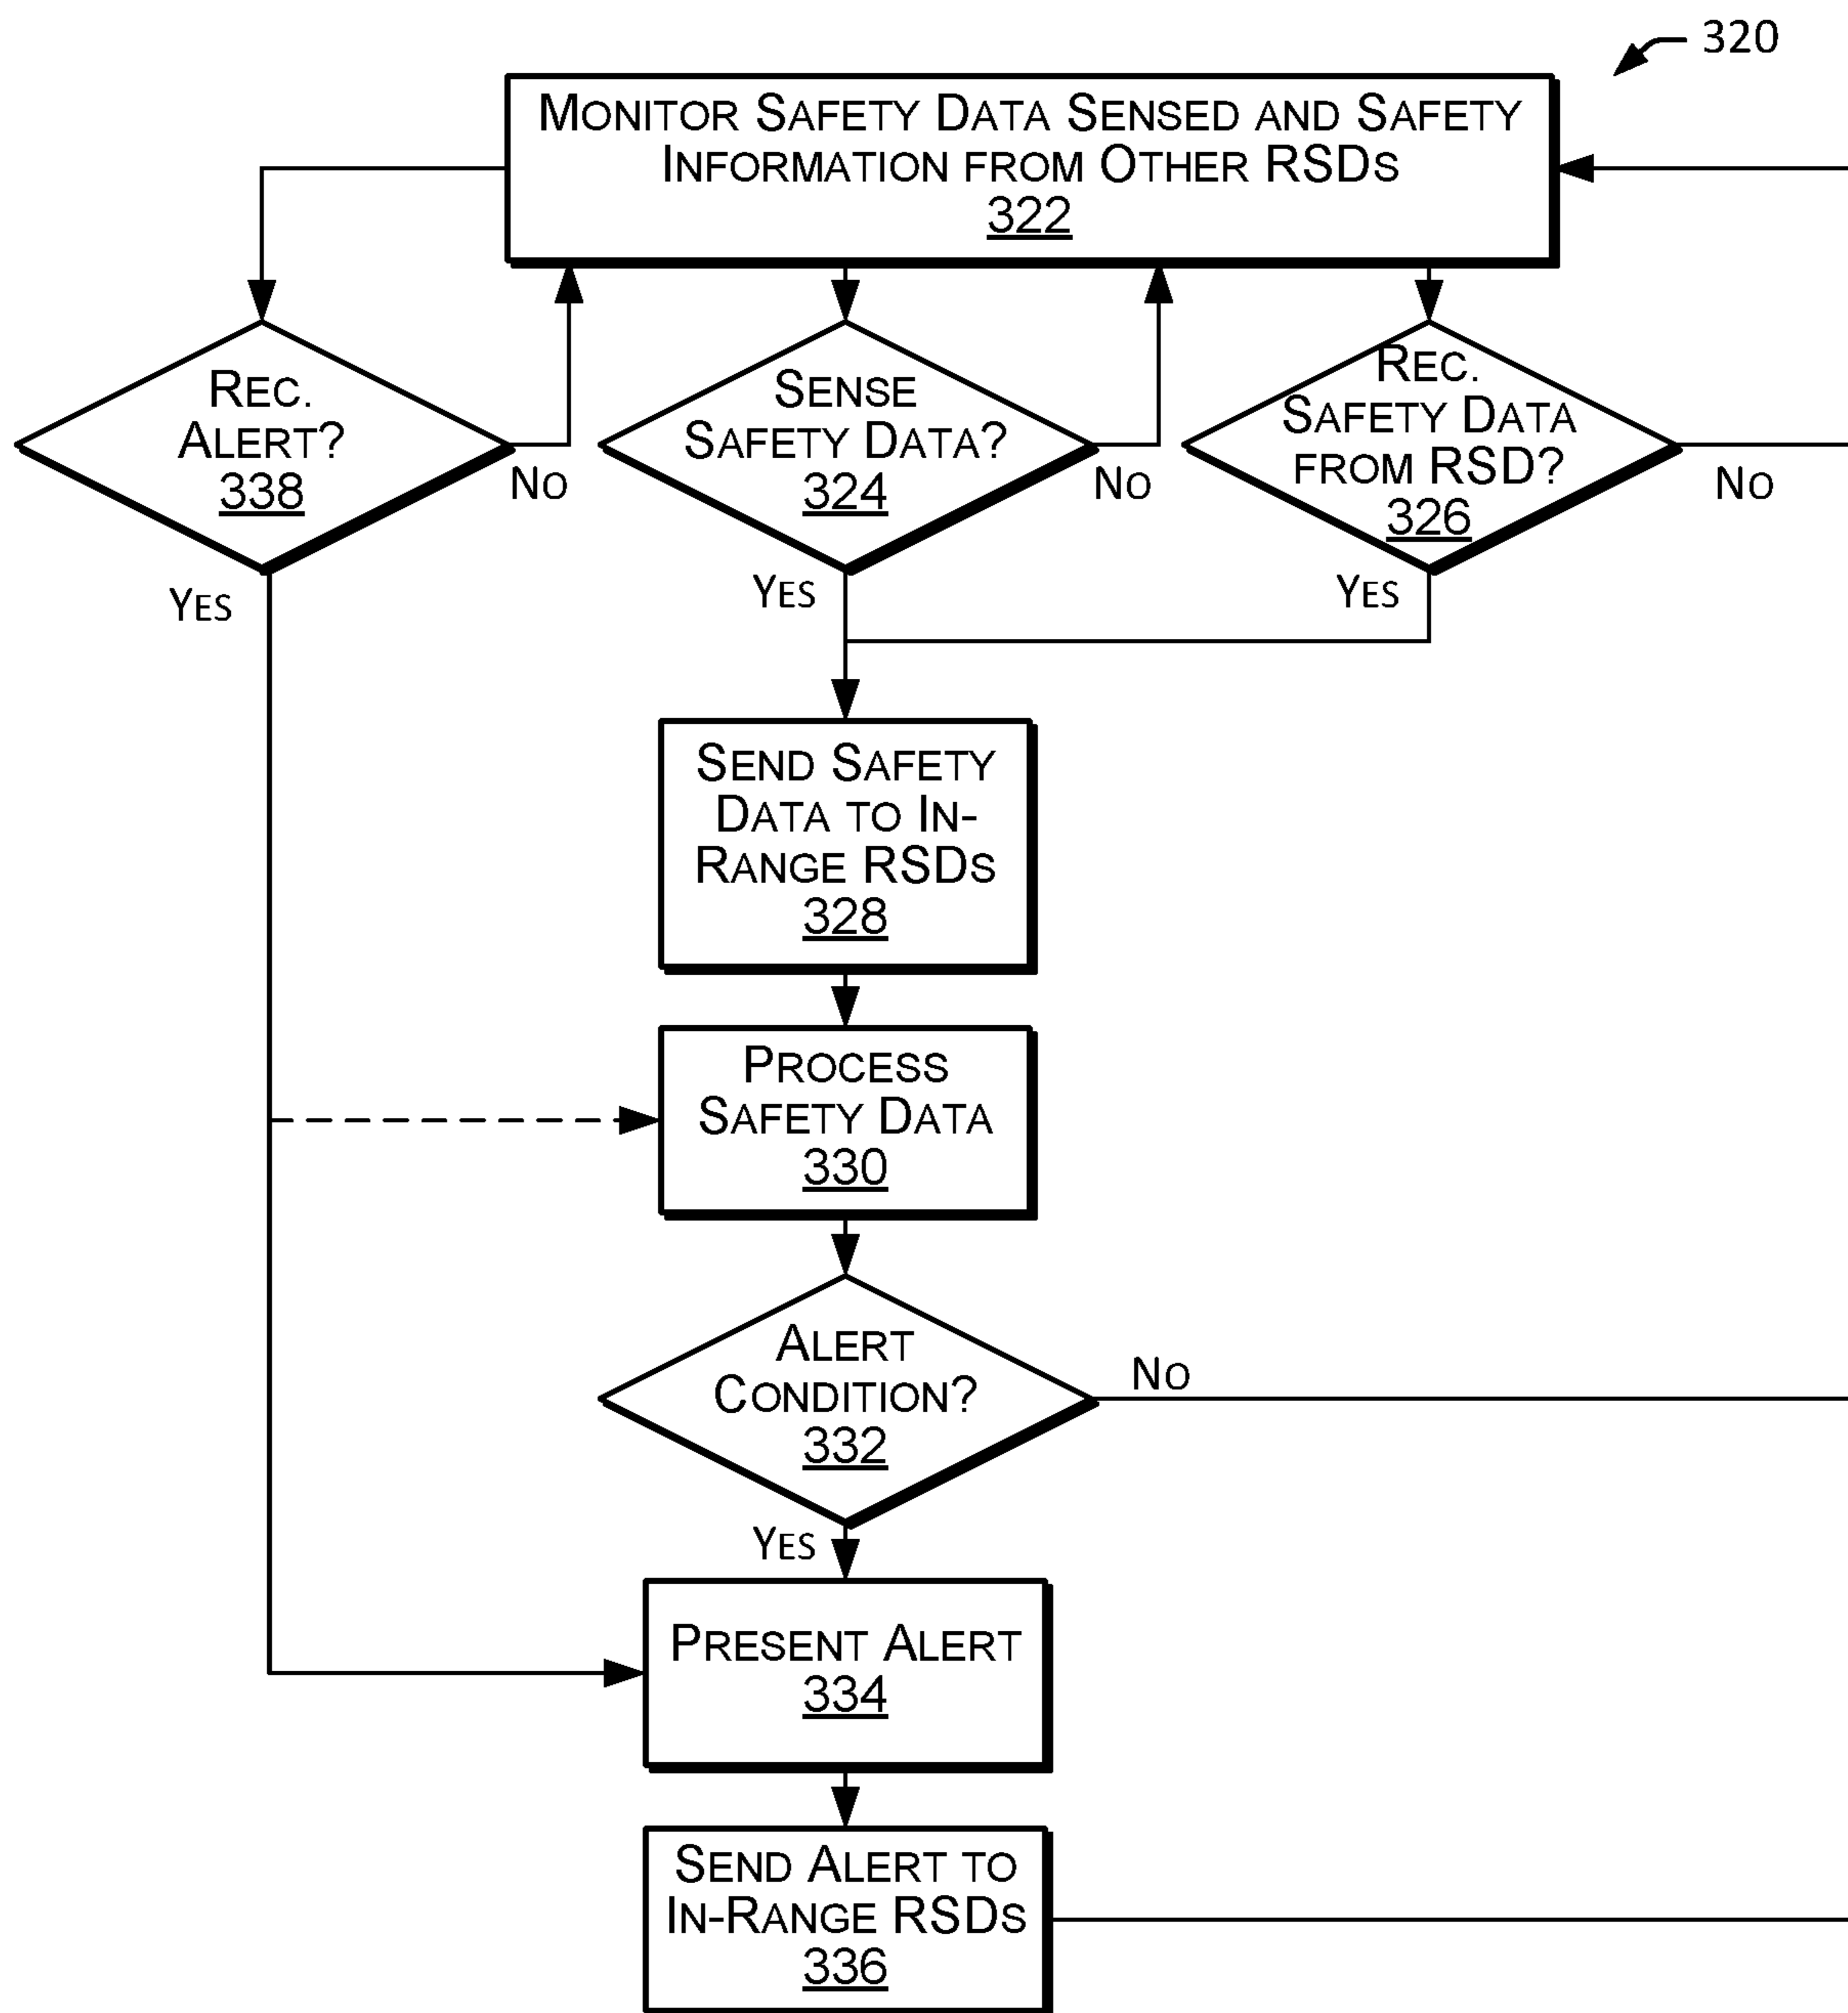 320
MONITOR SAFETY DATA SENSED AND SAFETY
INFORMATION FROM OTHER RSDS
322
REC.
ALERT?
338
NO
YES
SENSE
SAFETY DATA?
324
NO
YES
REC.
SAFETY DATA
FROM RSD?
326
NO
YES
SEND SAFETY
DATA TO IN-
RANGE RSDS
328
PROCESS
SAFETY DATA
330
ALERT
CONDITION?
332
NO
YES
PRESENT ALERT
334
SEND ALERT TO
IN-RANGE RSDS
336